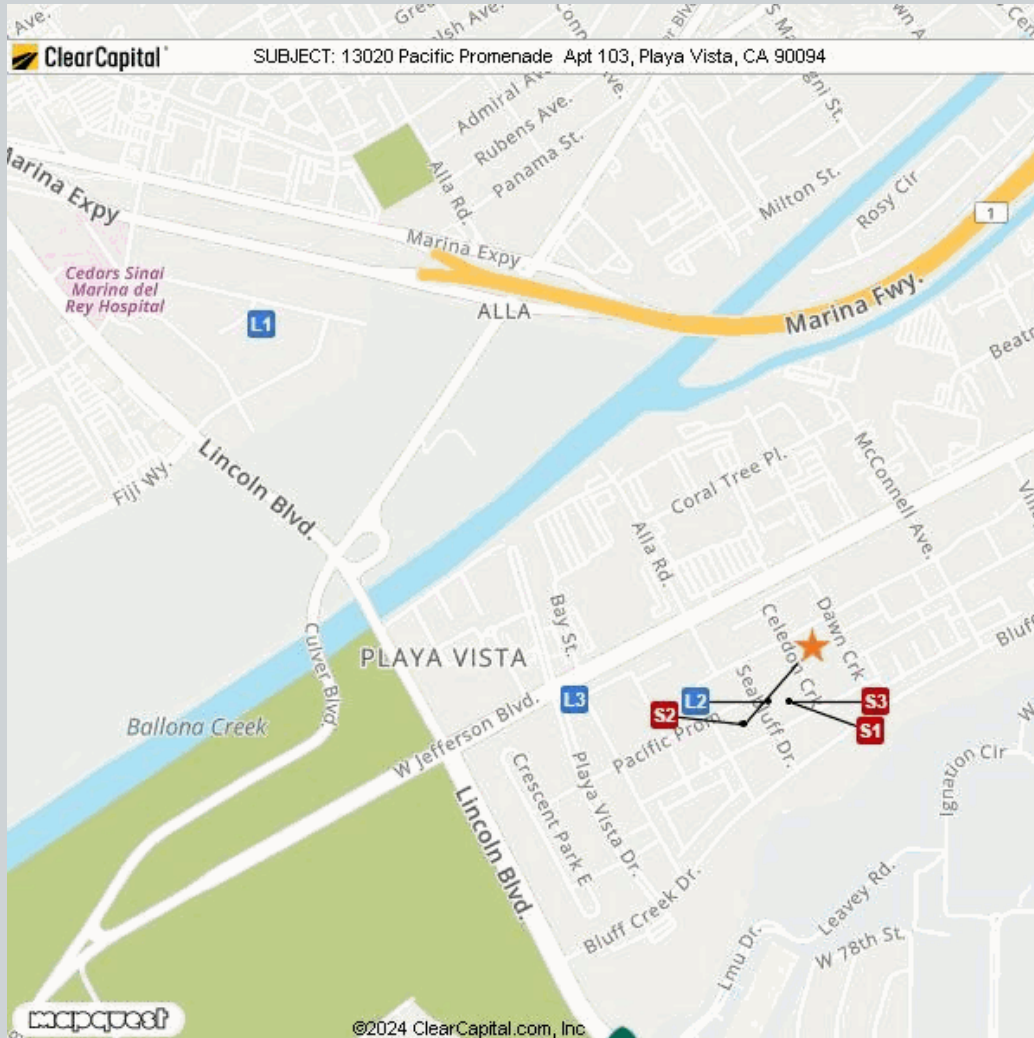 Ave.
ClearCapital
SUBJECT: 13020 Pacific Promenade Apt 103, Playa Vista, CA 90094
Admiral Av
Rubens Ave.
Panama St.
Alla Rd.
Ave.
Milton St.
Rosy Cir
1
Marina Expy
Marina Expy
Cedars Sinai
Marina del
Rey Hospital
L1
ALLA
Marina Fwy.
Beatr
Lincoln Blvd.
Fiji Wy.
McConnell Ave.
Coral Tree Pl.
Alla Rd.
Bay St.
Culver Blvd.
PLAYA VISTA
Celedon Crk
Dawn Crk
Bluff
L3
L2
S2
S3
S1
Seabluff Dr.
Pacific Prom
Ballona Creek
W Jefferson Blvd.
Crescent Park E
Playa Vista Dr.
Lincoln Blvd.
Ignation Cir
Bluff Creek Dr.
Leavey Rd.
W 78th St.
Lmu Dr.
mapquest
©2024 ClearCapital.com, Inc